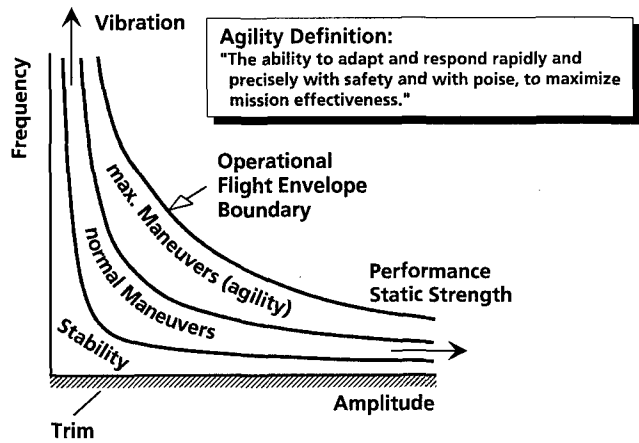 Vibration
Agility Definition:
"The ability to adapt and respond rapidly and
precisely with safety and with poise, to maximize
mission effectiveness."
Frequency
Operational
Flight Envelope
Boundary
max. Maneuvers (agility)
normal Maneuvers
Stability
Performance
Static Strength
Amplitude
Trim